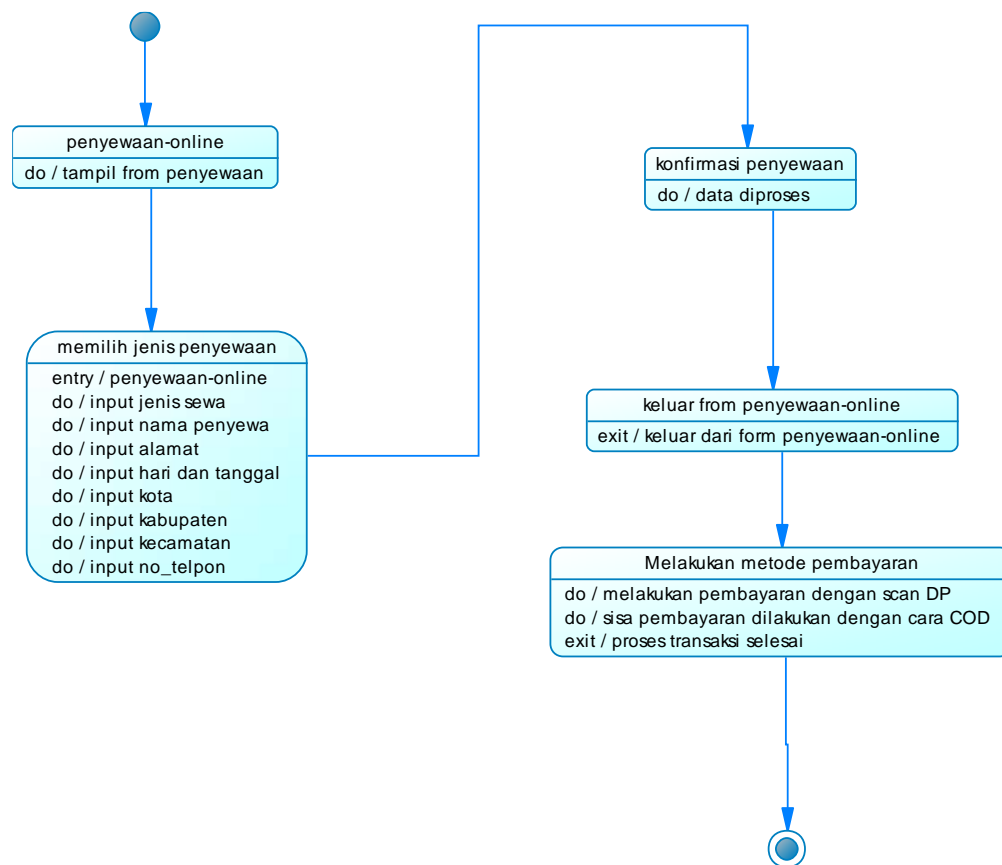 penyewaan-online
do / tampil from penyewaan
memilih jenis penyewaan
entry / penyewaan-online
do / input jenis sewa
do / input nama penyewa
do / input alamat
do / input hari dan tanggal
do / input kota
do / input kabupaten
do / input kecamatan
do / input no_telpon
konfirmasi penyewaan
do / data diproses
keluar from penyewaan-online
exit / keluar dari form penyewaan-online
Melakukan metode pembayaran
do / melakukan pembayaran dengan scan DP
do / sisa pembayaran dilakukan dengan cara COD
exit / proses transaksi selesai